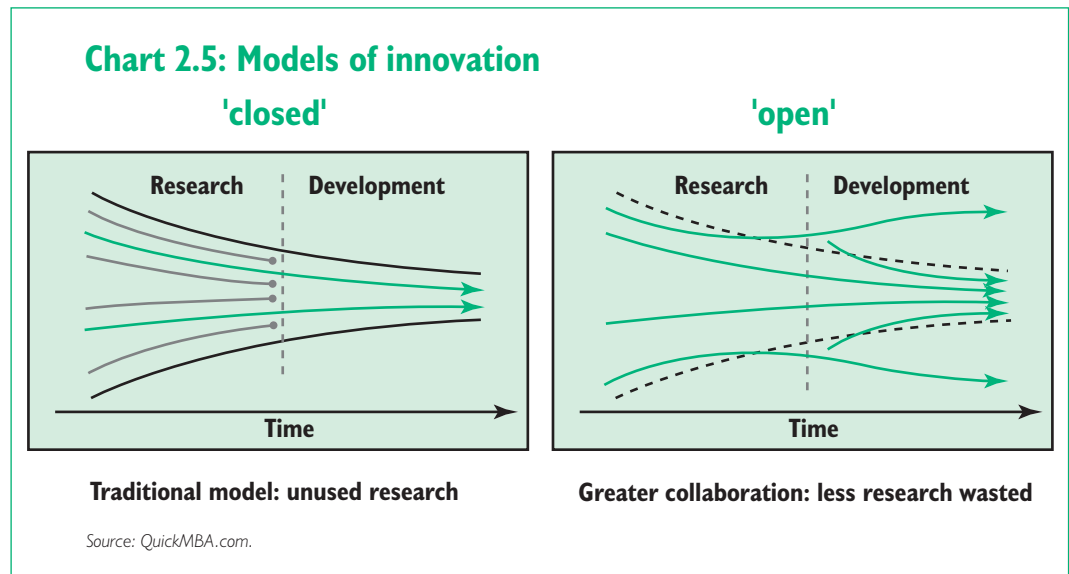 Chart 2.5: Models of innovation
'closed'
Research
Development
Time
Traditional model: unused research
'open'
Research
Development
Time
Greater collaboration: less research wasted
Source: QuickMBA.com.